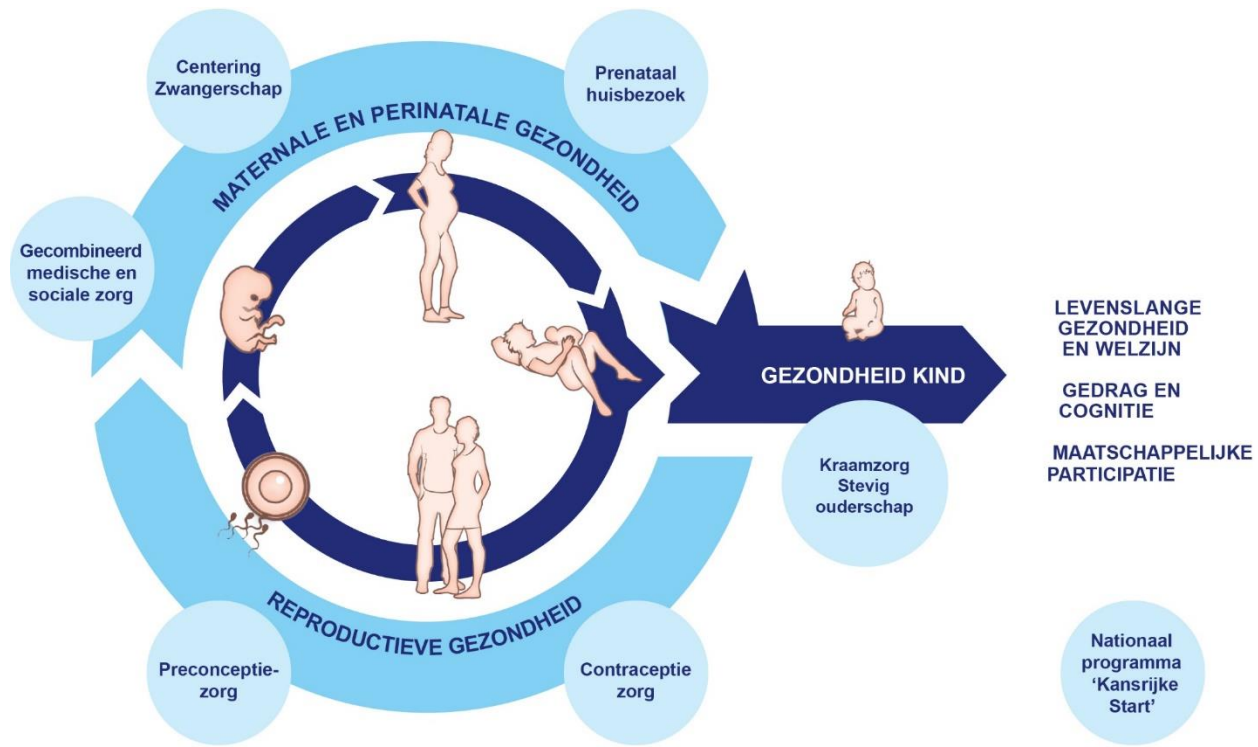 Centering
Zwangerschap
Prenataal
huisbezoek
MATERNALE EN PERINATALE GEZONDHEID
Gecombineerd
medische en
sociale zorg
GEZONDHEID KIND
LEVENSLANGE
GEZONDHEID
EN WELZIJN
GEDRAG EN
COGNITIE
MAATSCHAPPELIJKE
PARTICIPATIE
Kraamzorg
Stevig
ouderschap
REPRODUCTIEVE GEZONDHEID
Preconceptie-
zorg
Contraceptie
zorg
Nationaal
programma
‘Kansrijke
Start’